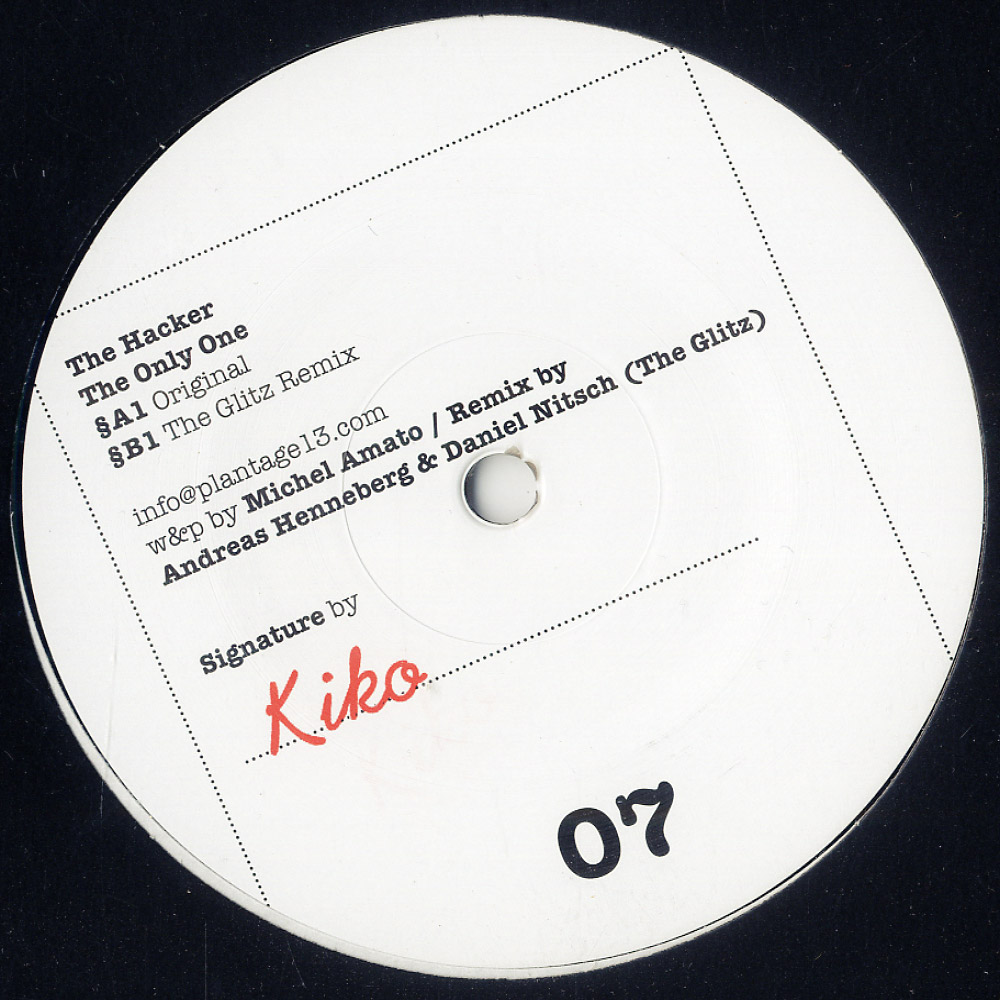 The Hacker
The Only One
§A1 Original
§B1 The Glitz Remix
info@plantage13.com
w&p by Michel Amato / Remix by
Andreas Henneberg & Daniel Nitsch (The Glitz)
Signature by
Kiko
07